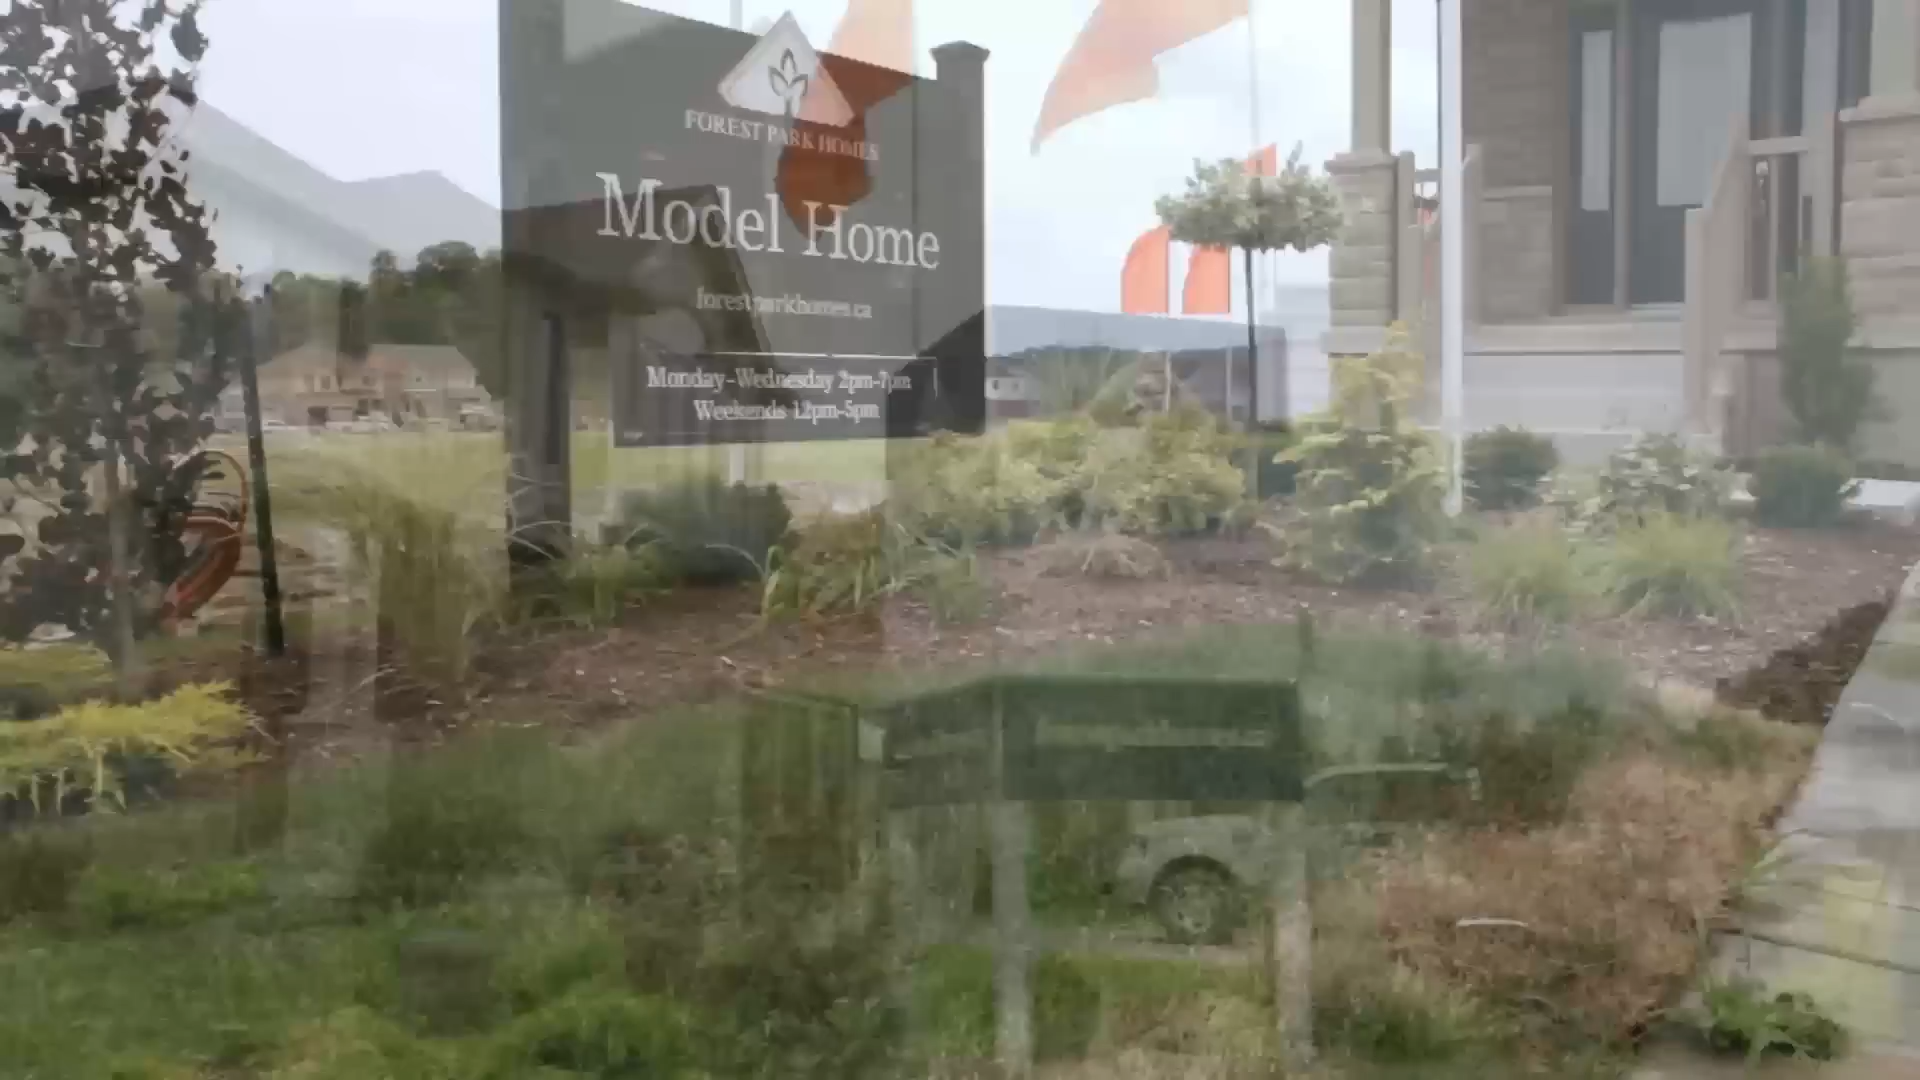 FOREST PARK HOMES
Model Home
forestparkhomes.ca
Monday-Wednesday 2pm-7pm
Weekends 12pm-5pm